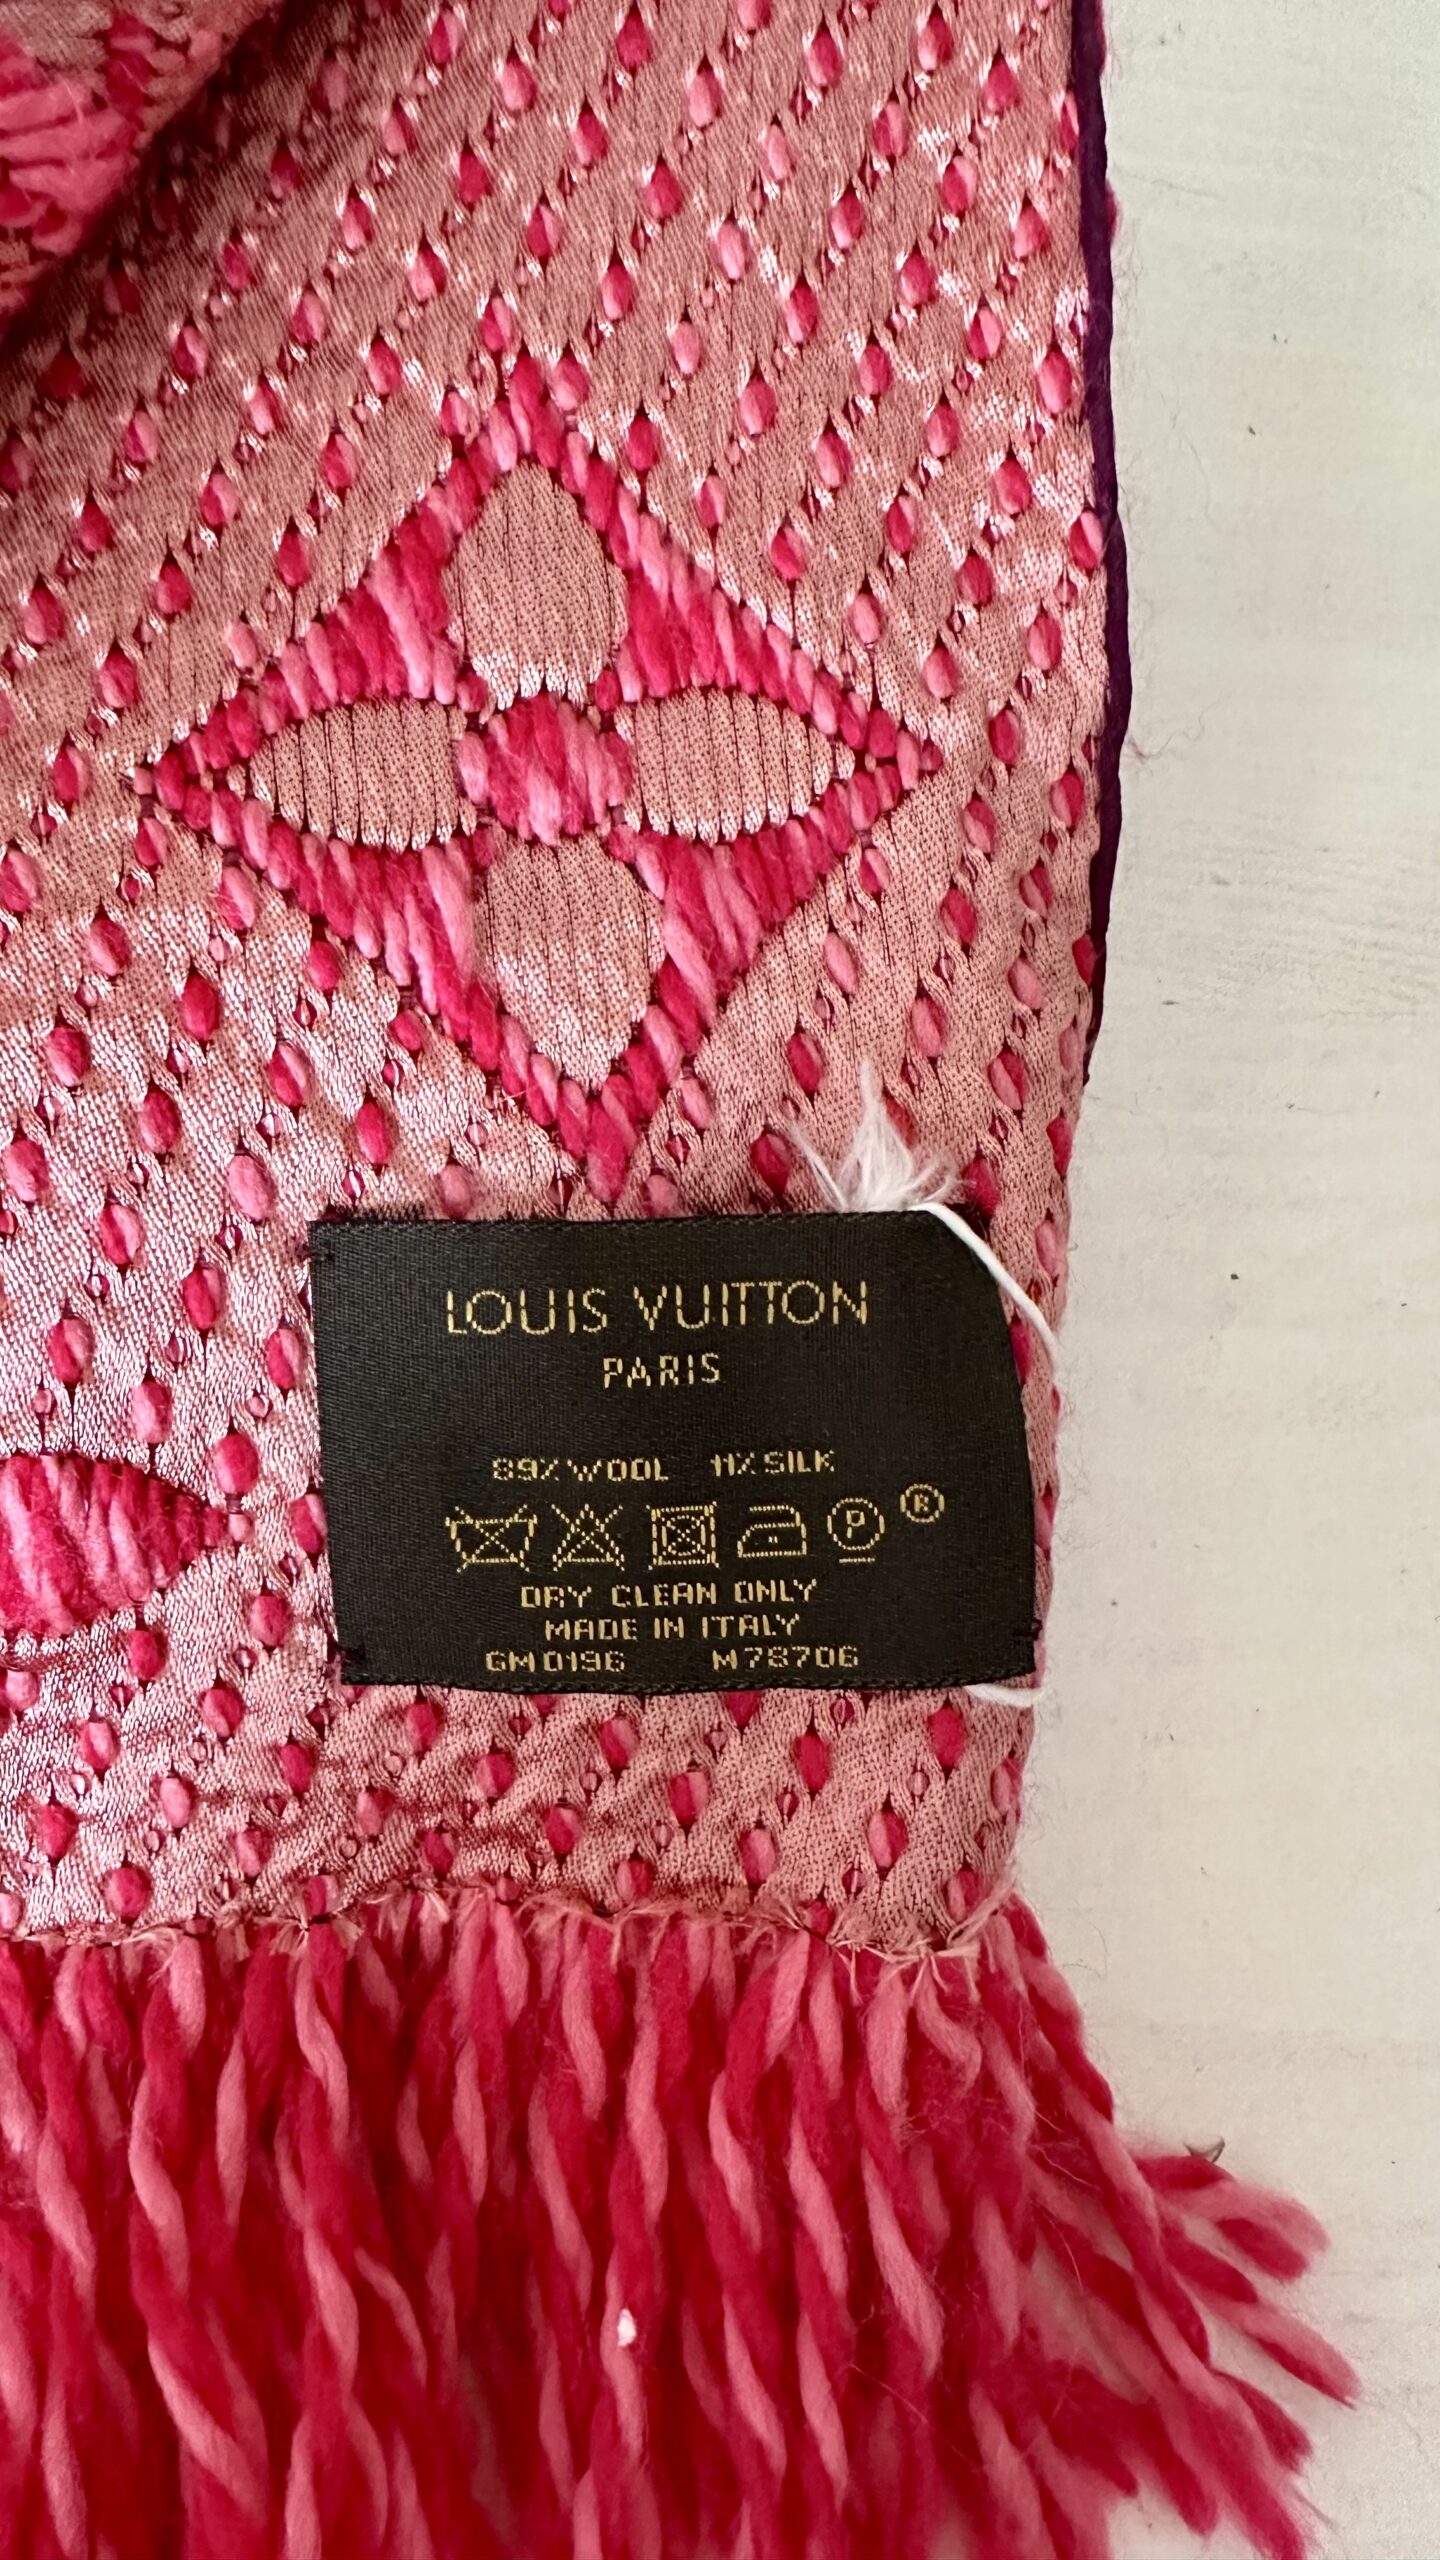 LOUIS VUITTON
PARIS
89% WOOL 11% SILK
P ®
DRY CLEAN ONLY
MADE IN ITALY
GM0196 M78706